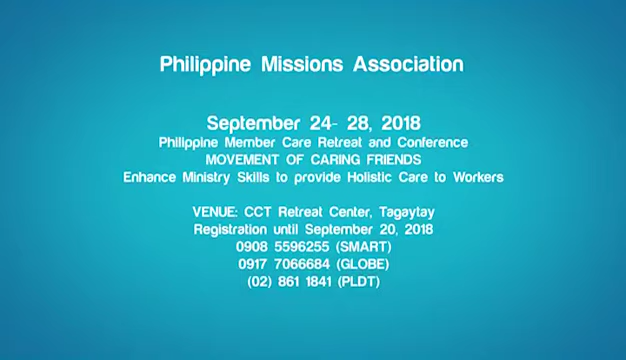 Philippine Missions Association
September 24- 28, 2018
Philippine Member Care Retreat and Conference
MOVEMENT OF CARING FRIENDS
Enhance Ministry Skills to provide Holistic Care to Workers
VENUE: CCT Retreat Center, Tagaytay
Registration until September 20, 2018
0908 5596255 (SMART)
0917 7066684 (GLOBE)
(02) 861 1841 (PLDT)